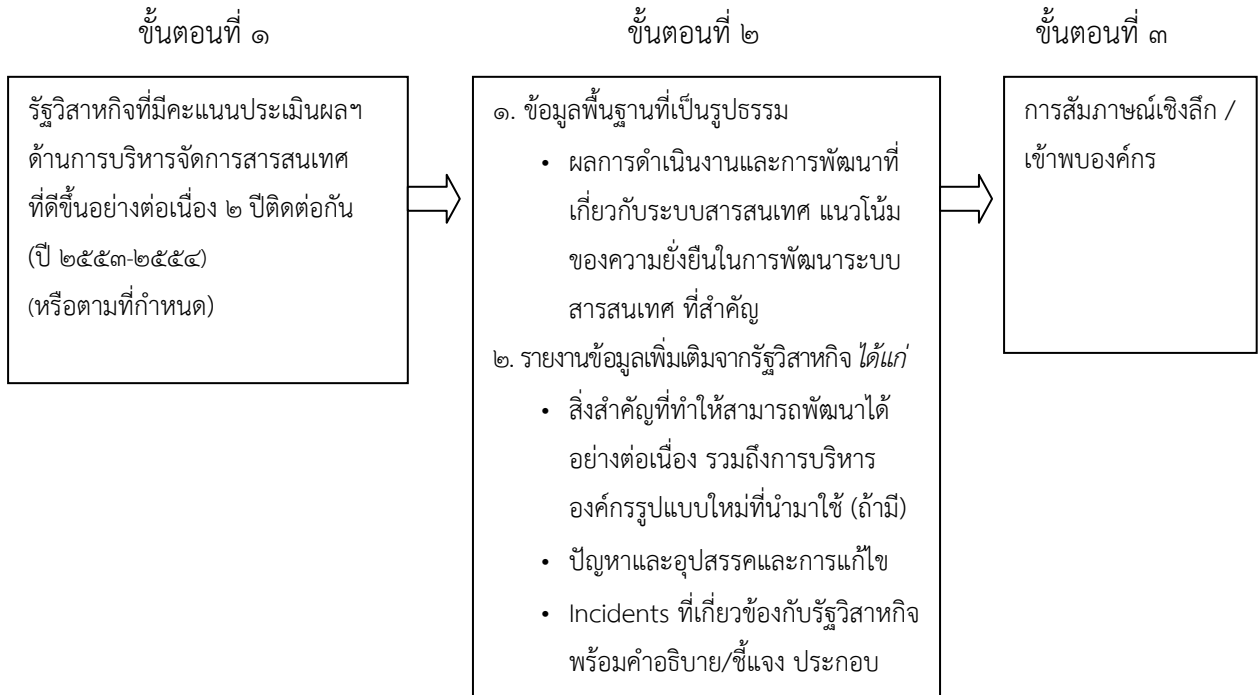 ขั้นตอนที่ ๑
รัฐวิสาหกิจที่มีคะแนนประเมินผลฯ
ด้านการบริหารจัดการสารสนเทศ
ที่ดีขึ้นอย่างต่อเนื่อง ๒ ปีติดต่อกัน
(ปี ๒๕๕๓-๒๕๕๔)
(หรือตามที่กำหนด)
ขั้นตอนที่ ๒
๑. ข้อมูลพื้นฐานที่เป็นรูปธรรม
• ผลการดำเนินงานและการพัฒนาที่
เกี่ยวกับระบบสารสนเทศ แนวโน้ม
ของความยั่งยืนในการพัฒนาระบบ
สารสนเทศ ที่สำคัญ
๒. รายงานข้อมูลเพิ่มเติมจากรัฐวิสาหกิจ ได้แก่
• สิ่งสำคัญที่ทำให้สามารถพัฒนาได้
อย่างต่อเนื่อง รวมถึงการบริหาร
องค์กรรูปแบบใหม่ที่นำมาใช้ (ถ้ามี)
• ปัญหาและอุปสรรคและการแก้ไข
• Incidents ที่เกี่ยวข้องกับรัฐวิสาหกิจ
พร้อมคำอธิบาย/ชี้แจง ประกอบ
ขั้นตอนที่ ๓
การสัมภาษณ์เชิงลึก /
เข้าพบองค์กร